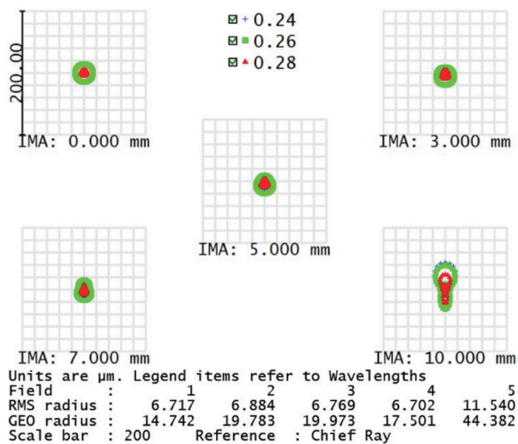 + 0.24
0.26
0.28
200.00
IMA: 0.000 mm
IMA: 3.000 mm
IMA: 5.000 mm
IMA: 7.000 mm
IMA: 10.000 mm
Units are µm. Legend items refer to Wavelengths
Field : 1 2 3 4 5
RMS radius : 6.717 6.884 6.769 6.702 11.540
GEO radius : 14.742 19.783 19.973 17.501 44.382
Scale bar : 200 Reference : Chief Ray